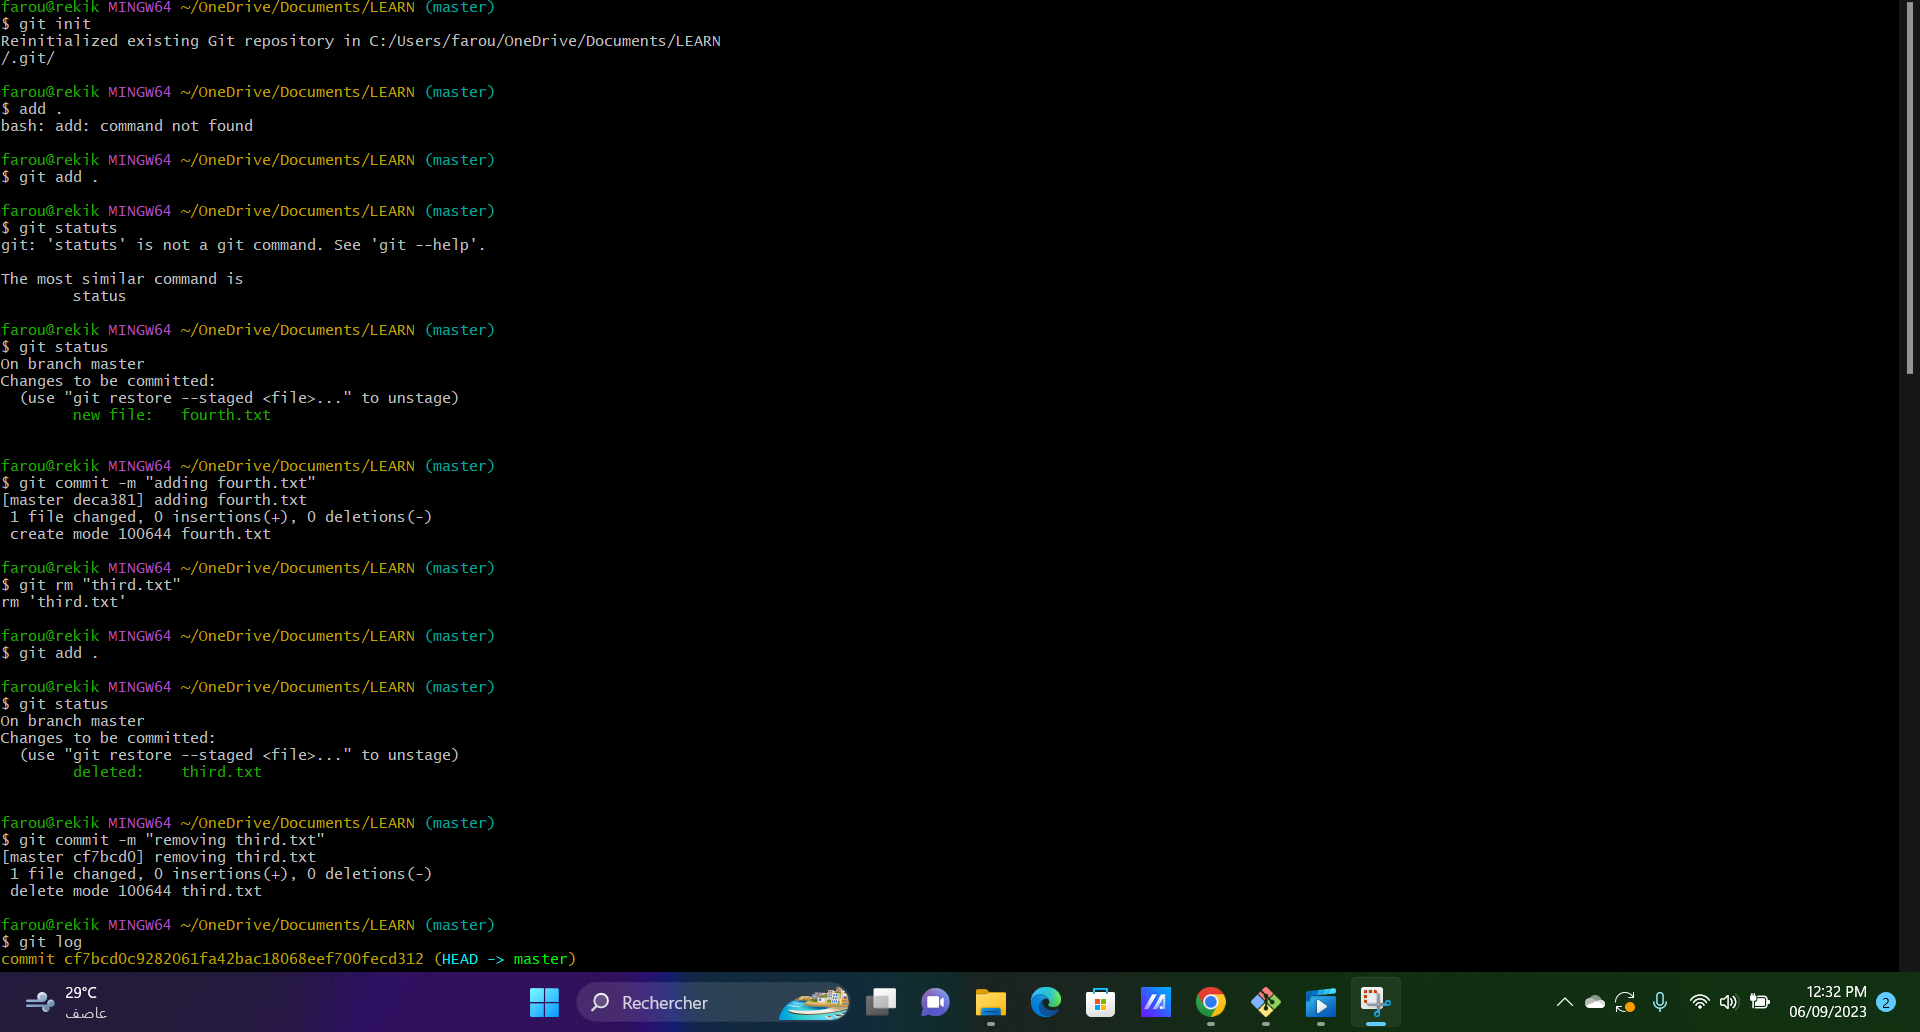 farou@rekik MINGW64 ~/OneDrive/Documents/LEARN (master)
$ git init
Reinitialized existing Git repository in C:/Users/farou/OneDrive/Documents/LEARN
/.git/
farou@rekik MINGW64 ~/OneDrive/Documents/LEARN (master)
$ add .
bash: add: command not found
farou@rekik MINGW64 ~/OneDrive/Documents/LEARN (master)
$ git add .
farou@rekik MINGW64 ~/OneDrive/Documents/LEARN (master)
$ git statuts
git: 'statuts' is not a git command. See 'git --help'.
The most similar command is
status
farou@rekik MINGW64 ~/OneDrive/Documents/LEARN (master)
$ git status
On branch master
Changes to be committed:
(use "git restore --staged <file>..." to unstage)
new file:   fourth.txt
farou@rekik MINGW64 ~/OneDrive/Documents/LEARN (master)
$ git commit -m "adding fourth.txt"
[master deca381] adding fourth.txt
1 file changed, 0 insertions(+), 0 deletions(-)
create mode 100644 fourth.txt
farou@rekik MINGW64 ~/OneDrive/Documents/LEARN (master)
$ git rm "third.txt"
rm 'third.txt'
farou@rekik MINGW64 ~/OneDrive/Documents/LEARN (master)
$ git add .
farou@rekik MINGW64 ~/OneDrive/Documents/LEARN (master)
$ git status
On branch master
Changes to be committed:
(use "git restore --staged <file>..." to unstage)
deleted:    third.txt
farou@rekik MINGW64 ~/OneDrive/Documents/LEARN (master)
$ git commit -m "removing third.txt"
[master cf7bcd0] removing third.txt
1 file changed, 0 insertions(+), 0 deletions(-)
delete mode 100644 third.txt
farou@rekik MINGW64 ~/OneDrive/Documents/LEARN (master)
$ git log
commit cf7bcd0c9282061fa42bac18068eef700fecd312 (HEAD -> master)
29°C
عاصف
Rechercher
12:32 PM
06/09/2023
2